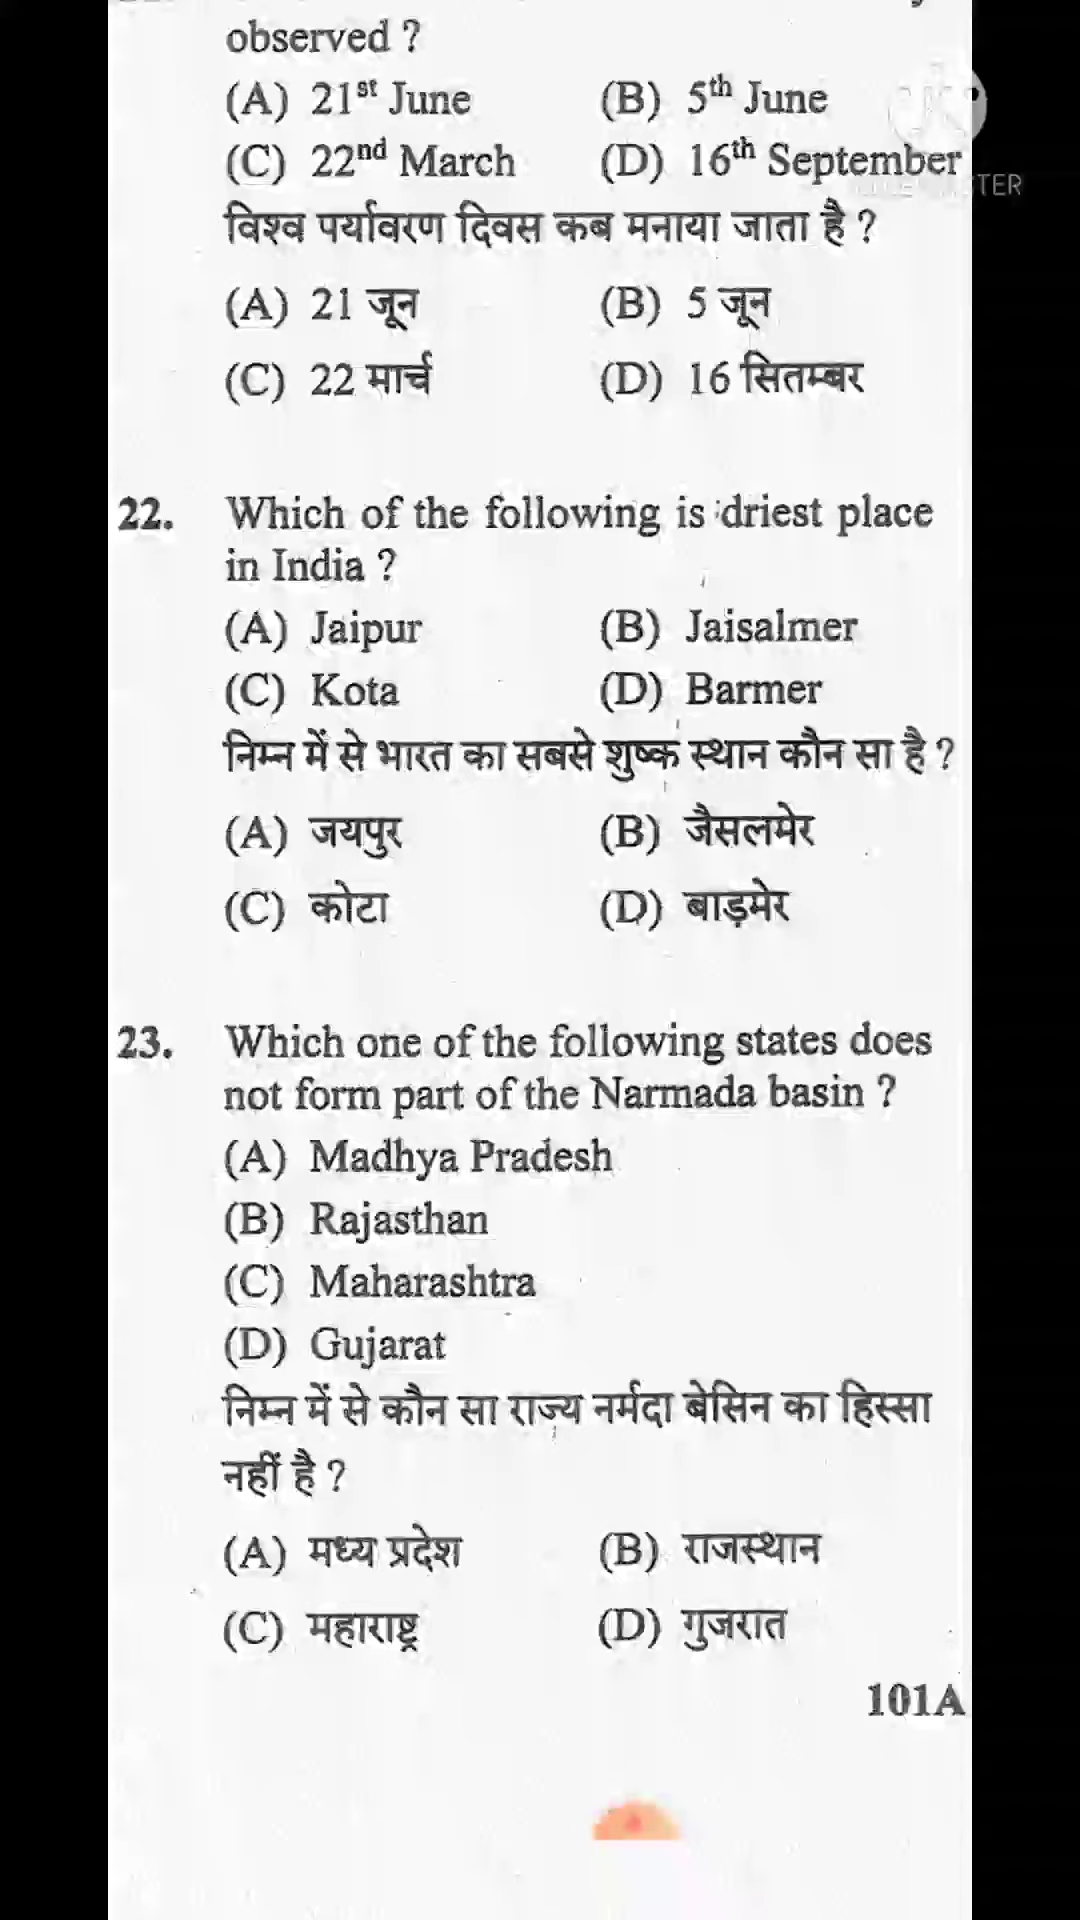 observed ?
(A) 21st June (B) 5th June
(C) 22nd March (D) 16th September
विश्व पर्यावरण दिवस कब मनाया जाता है ?
(A) 21 जून (B) 5 जून
(C) 22 मार्च (D) 16 सितम्बर
22. Which of the following is driest place
in India ?
(A) Jaipur (B) Jaisalmer
(C) Kota (D) Barmer
निम्न में से भारत का सबसे शुष्क स्थान कौन सा है ?
(A) जयपुर (B) जैसलमेर
(C) कोटा (D) बाड़मेर
23. Which one of the following states does
not form part of the Narmada basin ?
(A) Madhya Pradesh
(B) Rajasthan
(C) Maharashtra
(D) Gujarat
निम्न में से कौन सा राज्य नर्मदा बेसिन का हिस्सा
नहीं है ?
(A) मध्य प्रदेश (B) राजस्थान
(C) महाराष्ट्र (D) गुजरात
101A